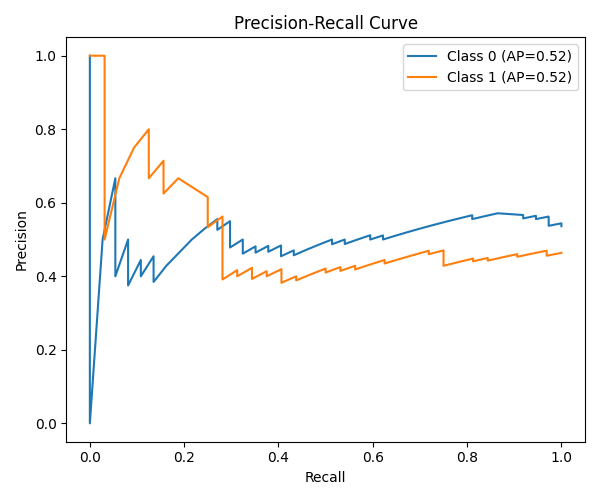 Precision-Recall Curve
Class 0 (AP=0.52)
Class 1 (AP=0.52)
Precision
1.0
0.8
0.6
0.4
0.2
0.0
0.0 0.2 0.4 0.6 0.8 1.0
Recall